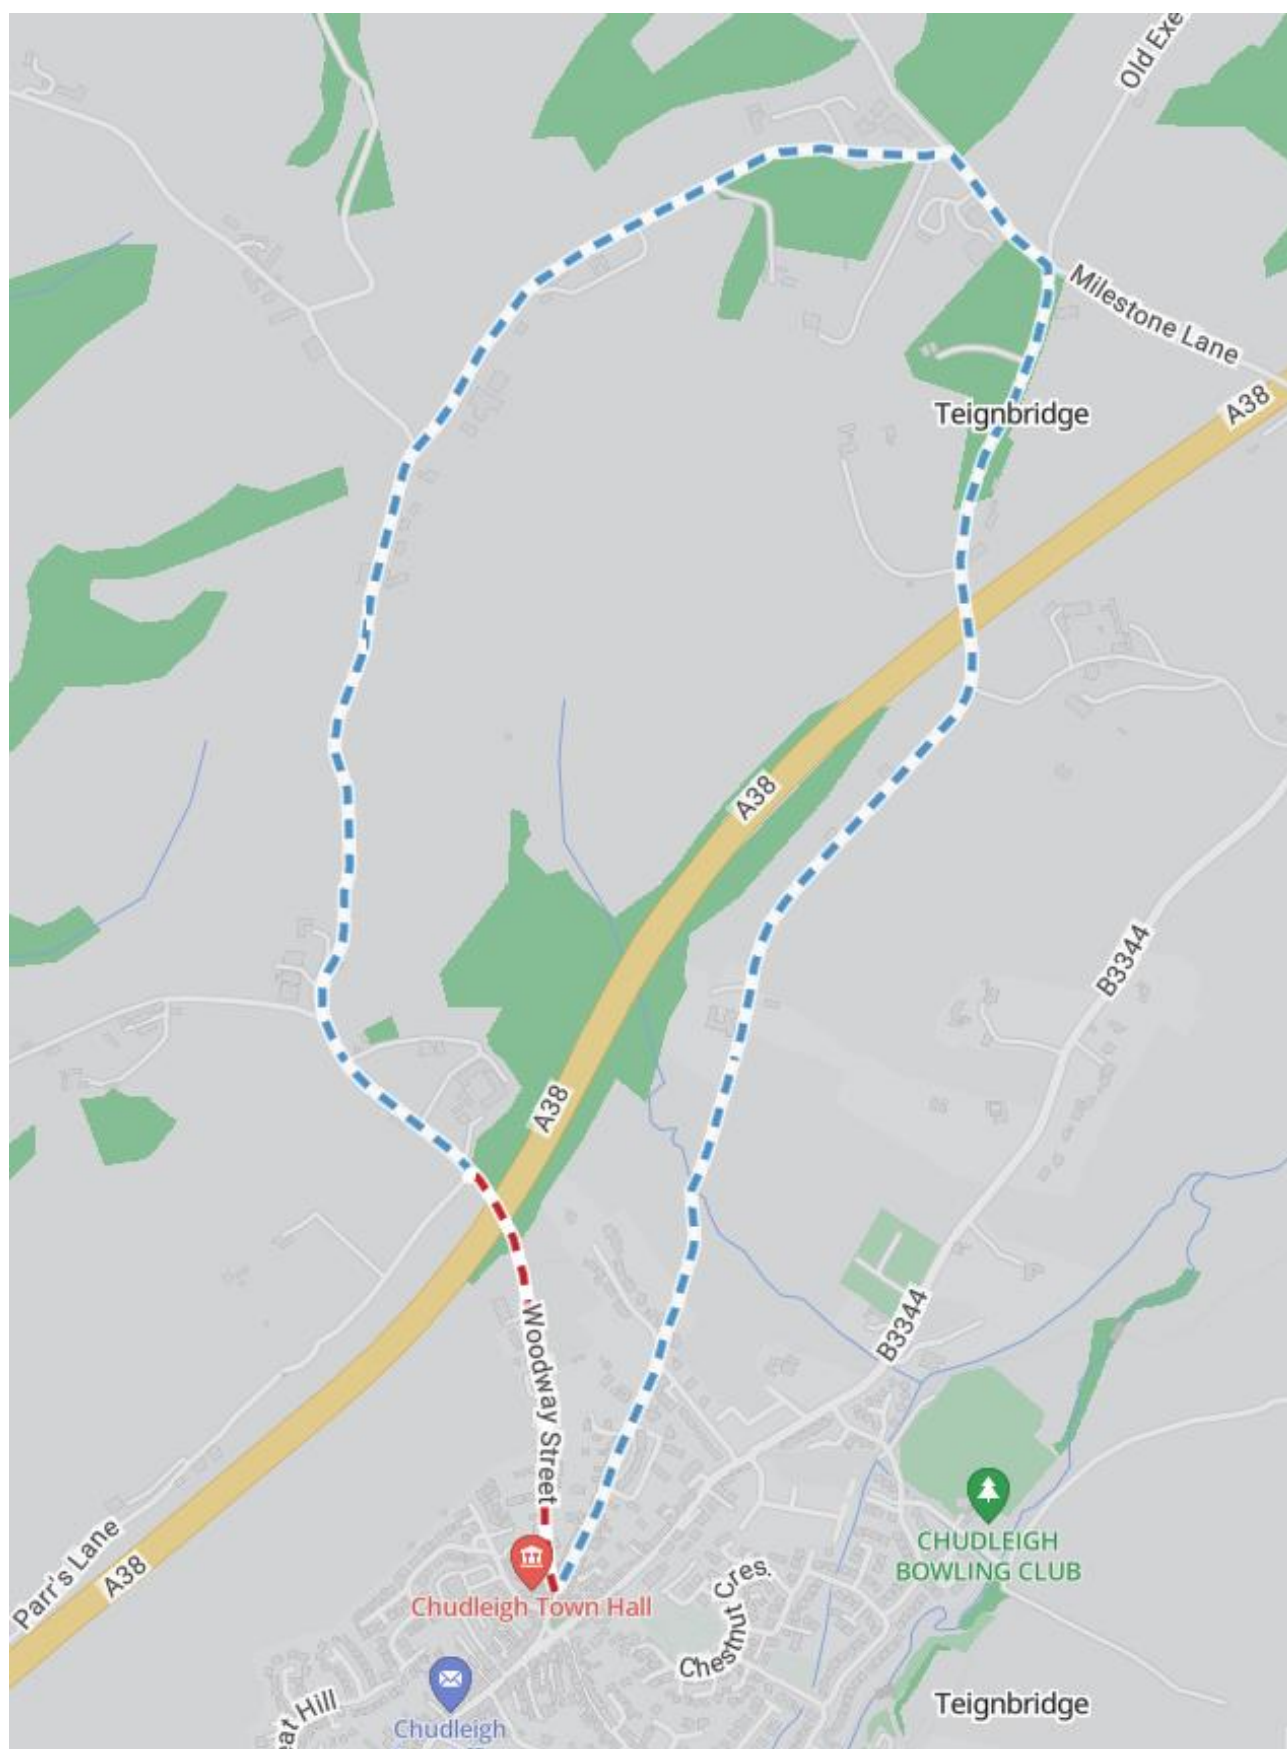 Old Exe
Milestone Lane
Teignbridge
A38
A38
B3344
A38
B3344
Woodway Street
CHUDLEIGH
BOWLING CLUB
Parr's Lane
A38
Chudleigh Town Hall
Chestnut Cres.
eat Hill
Chudleigh
Teignbridge